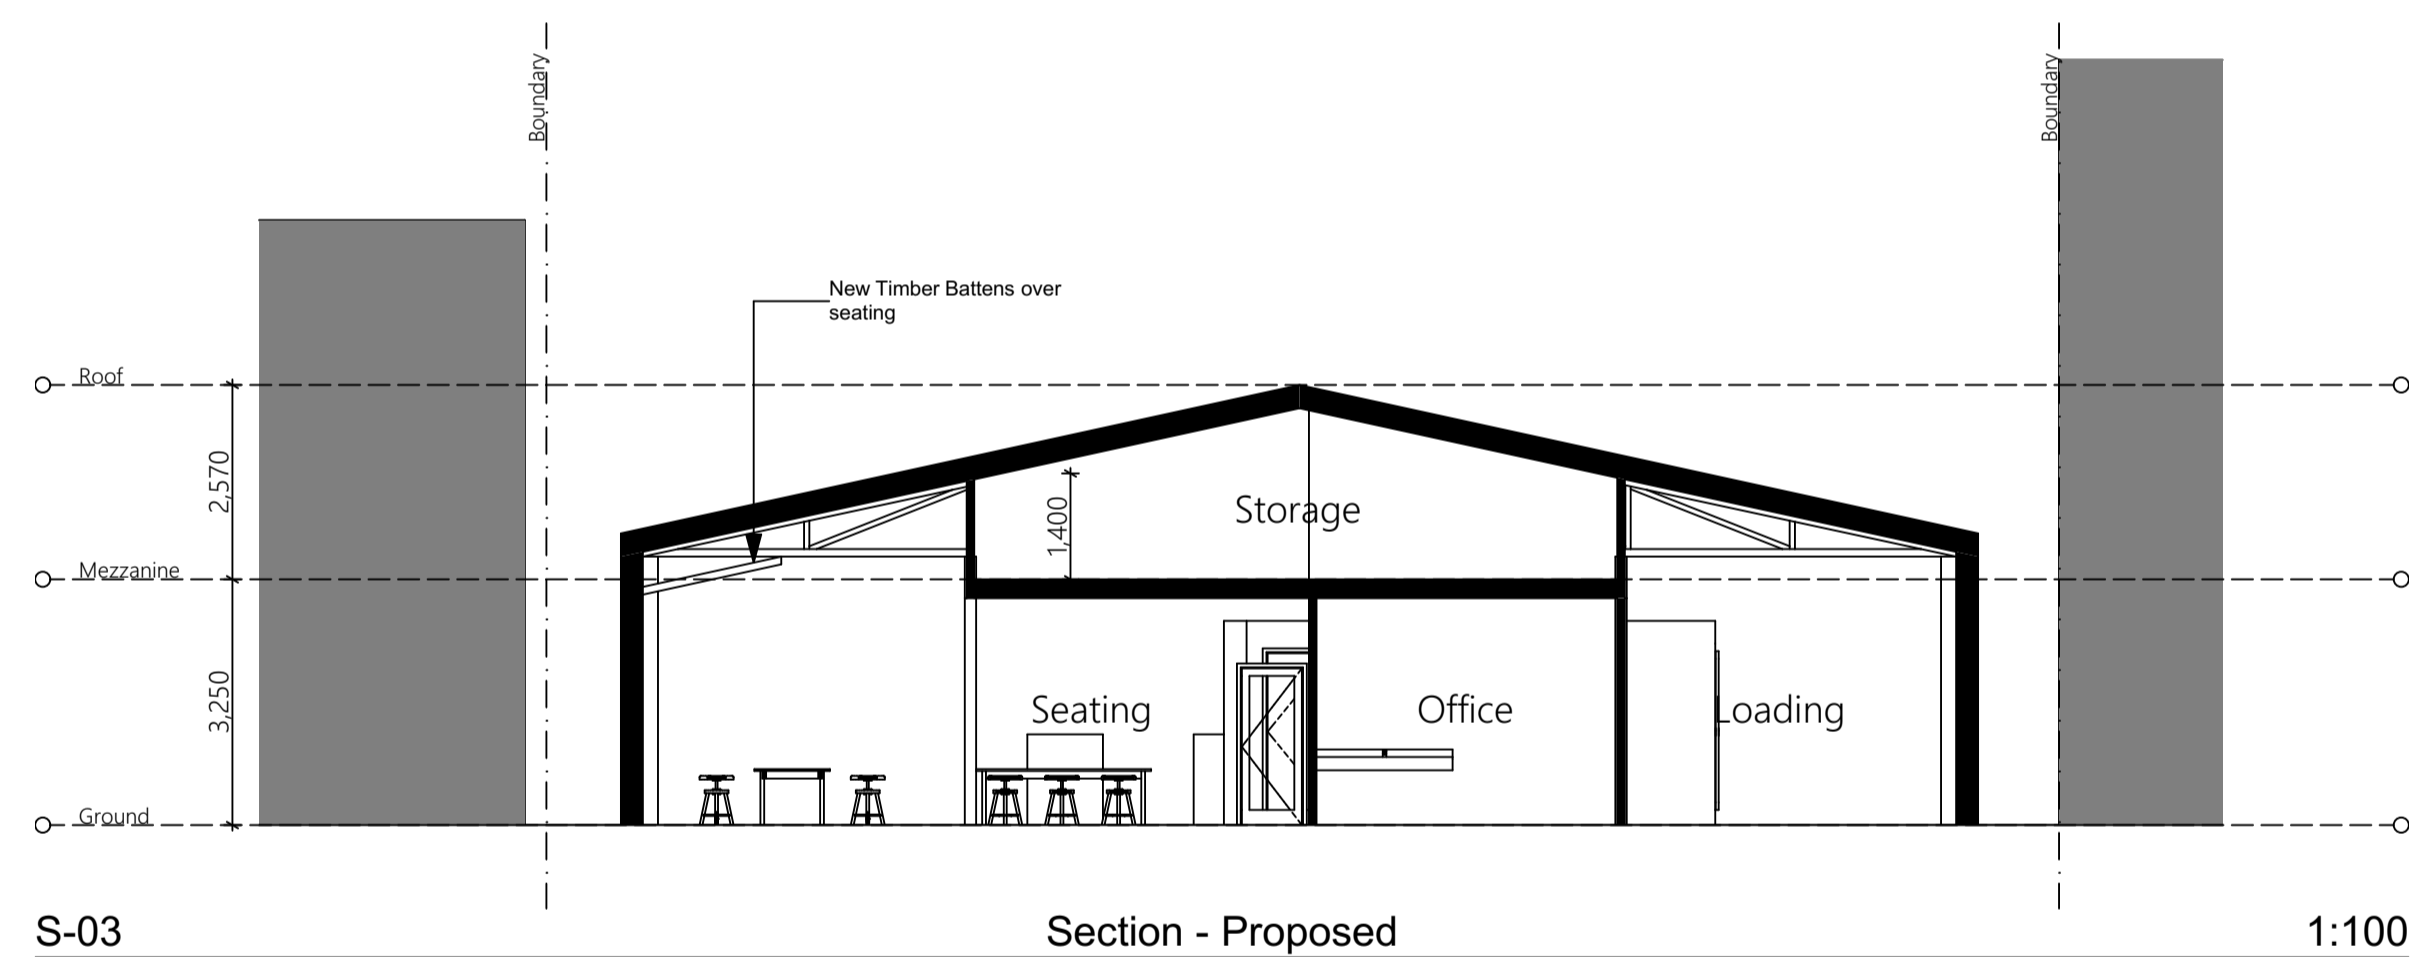 Boundary
Boundary
New Timber Battens over
seating
Roof
2,570
Storage
1,400
Mezzanine
3,250
Seating
Office
Loading
Ground
S-03
Section - Proposed
1:100